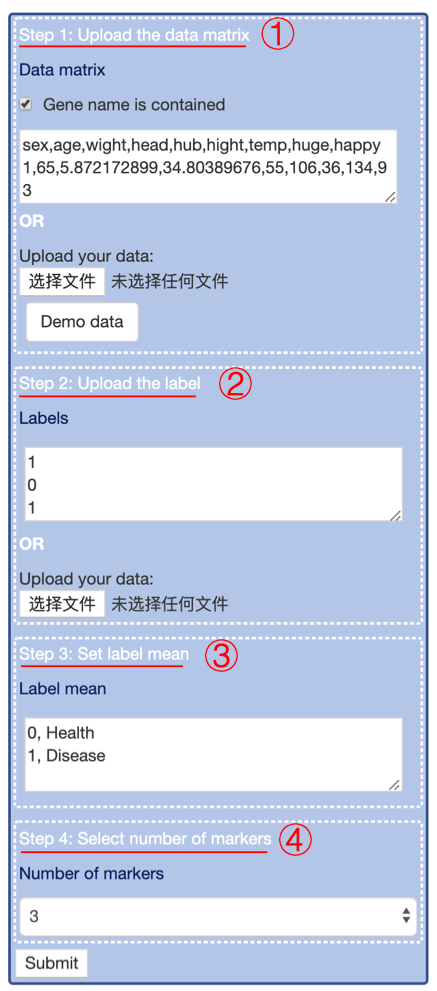 Step 1: Upload the data matrix ①
Data matrix
Gene name is contained
sex,age,wight,head,hub,hight,temp,huge,happy
1,65,5.872172899,34.80389676,55,106,36,134,9
3
OR
Upload your data:
选择文件 未选择任何文件
Demo data
Step 2: Upload the label ②
Labels
1
0
1
OR
Upload your data:
选择文件 未选择任何文件
Step 3: Set label mean ③
Label mean
0, Health
1, Disease
Step 4: Select number of markers ④
Number of markers
3
Submit